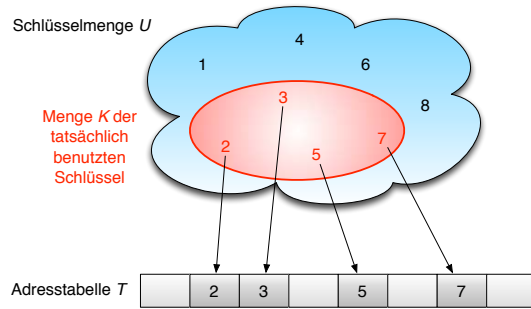 Schlüsselmenge U
4
1
6
8
Menge K der
tatsächlich
benutzten
Schlüssel
3
2
5
7
Adresstabelle T
2 3 5 7